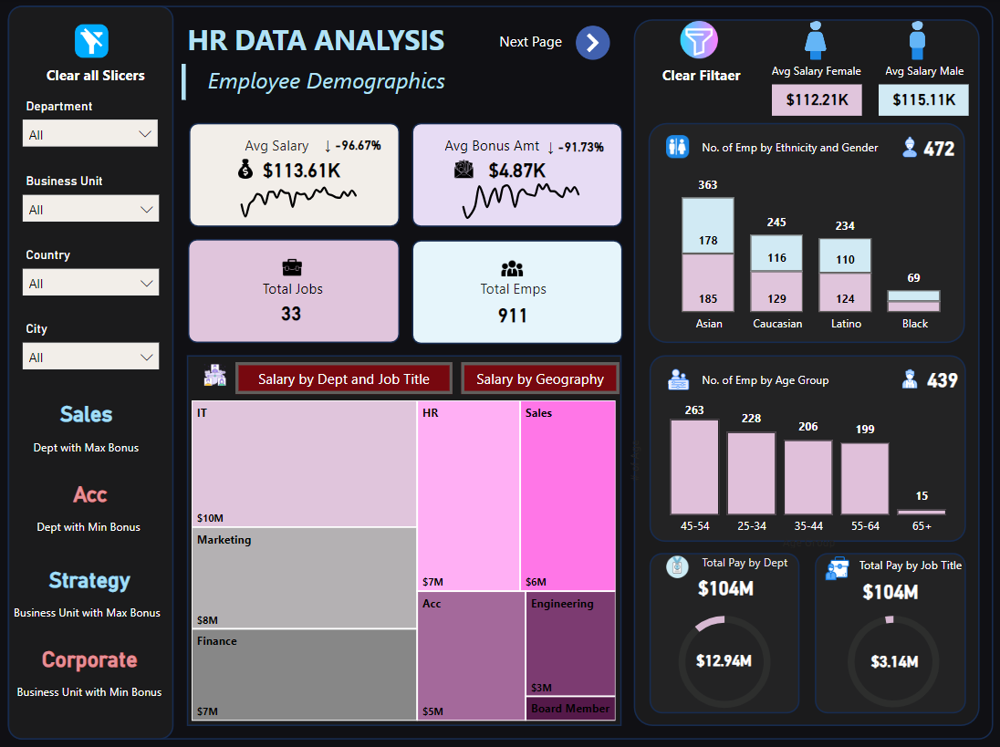 Clear all Slicers
Department
All
Business Unit
All
Country
All
City
All
Sales
Dept with Max Bonus
Acc
Dept with Min Bonus
Strategy
Business Unit with Max Bonus
Corporate
Business Unit with Min Bonus
HR DATA ANALYSIS
Next Page
Employee Demographics
Avg Salary ↓ -96.67%
$113.61K
Avg Bonus Amt ↓ -91.73%
$4.87K
Total Jobs
33
Total Emps
911
Salary by Dept and Job Title
Salary by Geography
IT
$10M
Marketing
$8M
Finance
$7M
HR
$7M
Sales
$6M
Acc
$5M
Engineering
$3M
Board Member
Clear Filtaer
Avg Salary Female
$112.21K
Avg Salary Male
$115.11K
No. of Emp by Ethnicity and Gender
472
363
178
185
Asian
245
116
129
Caucasian
234
110
124
Latino
69
Black
No. of Emp by Age Group
439
263
45-54
228
25-34
206
35-44
199
55-64
15
65+
Total Pay by Dept
$104M
$12.94M
Total Pay by Job Title
$104M
$3.14M